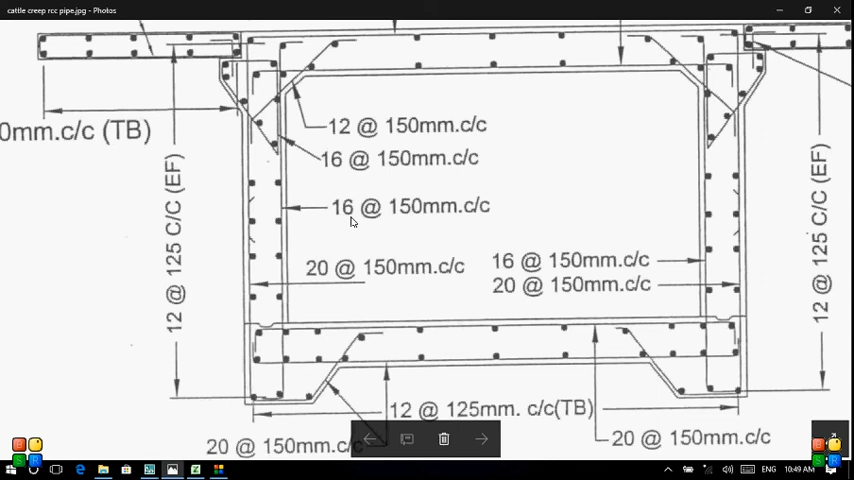 cattle creep rcc pipe.jpg - Photos
12 @ 150mm.c/c
0mm.c/c (TB)
16 @ 150mm.c/c
12 @ 125 C/C (EF)
12 @ 125 C/C (EF)
16 @ 150mm.c/c
20 @ 150mm.c/c
16 @ 150mm.c/c
20 @ 150mm.c/c
12 @ 125mm. c/c(TB)
20 @ 150mm.c/c
20 @ 150mm.c/c
S R
S R
ENG
10:49 AM